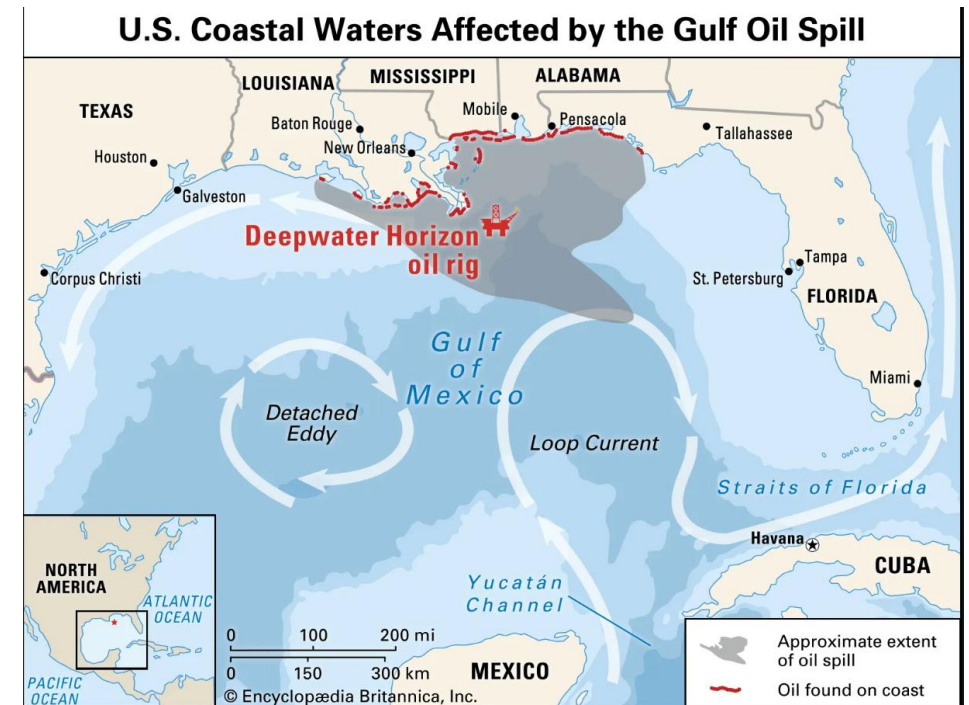 U.S. Coastal Waters Affected by the Gulf Oil Spill
LOUISIANA
MISSISSIPPI
ALABAMA
TEXAS
Baton Rouge
Mobile
Pensacola
Tallahassee
New Orleans
Houston
Galveston
Deepwater Horizon
oil rig
Corpus Christi
Tampa
St. Petersburg
FLORIDA
Gulf
of
Mexico
Miami
Detached
Eddy
Loop Current
Straits of Florida
Havana
CUBA
NORTH
AMERICA
ATLANTIC
OCEAN
PACIFIC
OCEAN
Yucatán
Channel
0 100 200 mi
0 150 300 km
MEXICO
© Encyclopædia Britannica, Inc.
Approximate extent
of oil spill
Oil found on coast